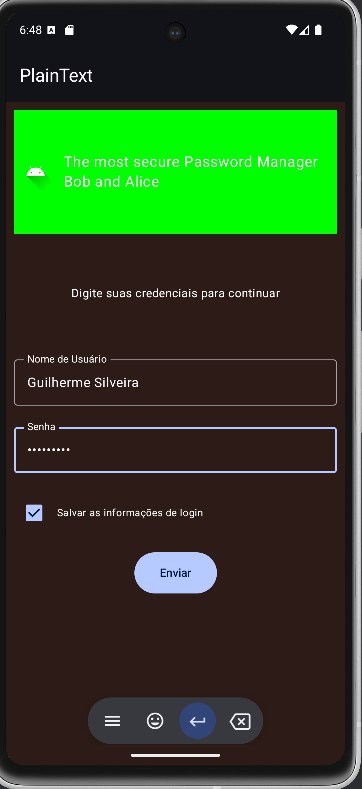 6:48
PlainText
The most secure Password Manager
Bob and Alice
Digite suas credenciais para continuar
Nome de Usuário
Guilherme Silveira
Senha
•••••••••
Salvar as informações de login
Enviar